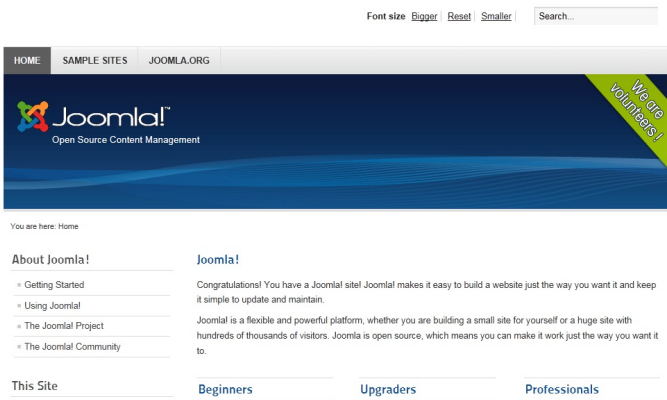 Font size Bigger Reset Smaller Search...
HOME SAMPLE SITES JOOMLA.ORG
We are
volunteers !
Joomla!™
Open Source Content Management
You are here: Home
About Joomla!
Getting Started
Using Joomla!
The Joomla! Project
The Joomla! Community
This Site
Joomla!
Congratulations! You have a Joomla! site! Joomla! makes it easy to build a website just the way you want it and keep
it simple to update and maintain.
Joomla! is a flexible and powerful platform, whether you are building a small site for yourself or a huge site with
hundreds of thousands of visitors. Joomla is open source, which means you can make it work just the way you want it
to.
Beginners Upgraders Professionals